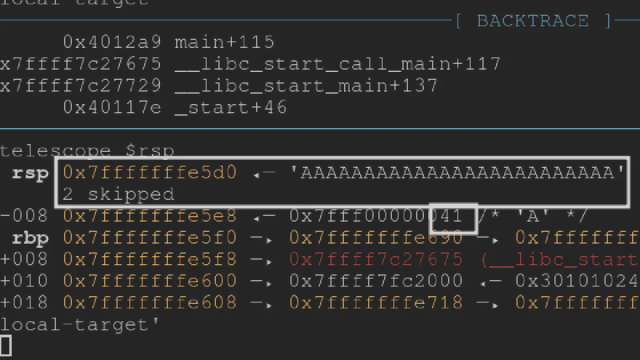 local-target
[ BACKTRACE ]
0x4012a9 main+115
x7ffff7c27675 __libc_start_call_main+117
x7ffff7c27729 __libc_start_main+137
0x40117e _start+46
telescope $rsp
rsp 0x7fffffffe5d0 ◂— 'AAAAAAAAAAAAAAAAAAAAAAAAA'
2 skipped
-008 0x7fffffffe5e8 ◂— 0x7fff00000041 /* 'A' */
rbp 0x7fffffffe5f0 —▸ 0x7fffffffe690 —▸ 0x7ffffff
+008 0x7fffffffe5f8 —▸ 0x7ffff7c27675 (__libc_start
+010 0x7fffffffe600 —▸ 0x7ffff7fc2000 ◂— 0x30101024
+018 0x7fffffffe608 —▸ 0x7fffffffe718 —▸ 0x7ffffff
local-target'